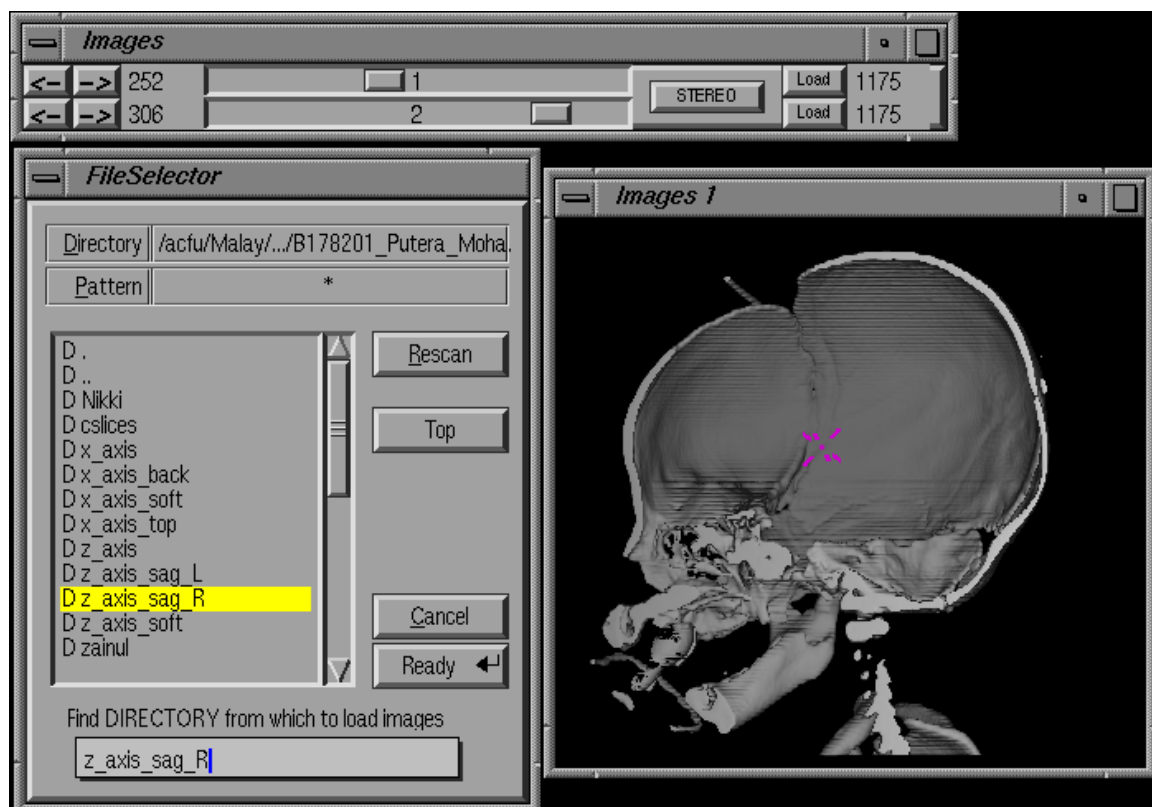 Images
<- -> 252 1 STEREO Load 1175
<- -> 306 2 Load 1175
FileSelector
Directory /acfu/Malay/.../B178201_Putera_Moha.
Pattern *
D .
D ..
D Nikki
D cslices
D x_axis
D x_axis_back
D x_axis_soft
D x_axis_top
D z_axis
D z_axis_sag_L
D z_axis_sag_R
D z_axis_soft
D zainul
Rescan
Top
Cancel
Ready
Find DIRECTORY from which to load images
z_axis_sag_R
Images 1